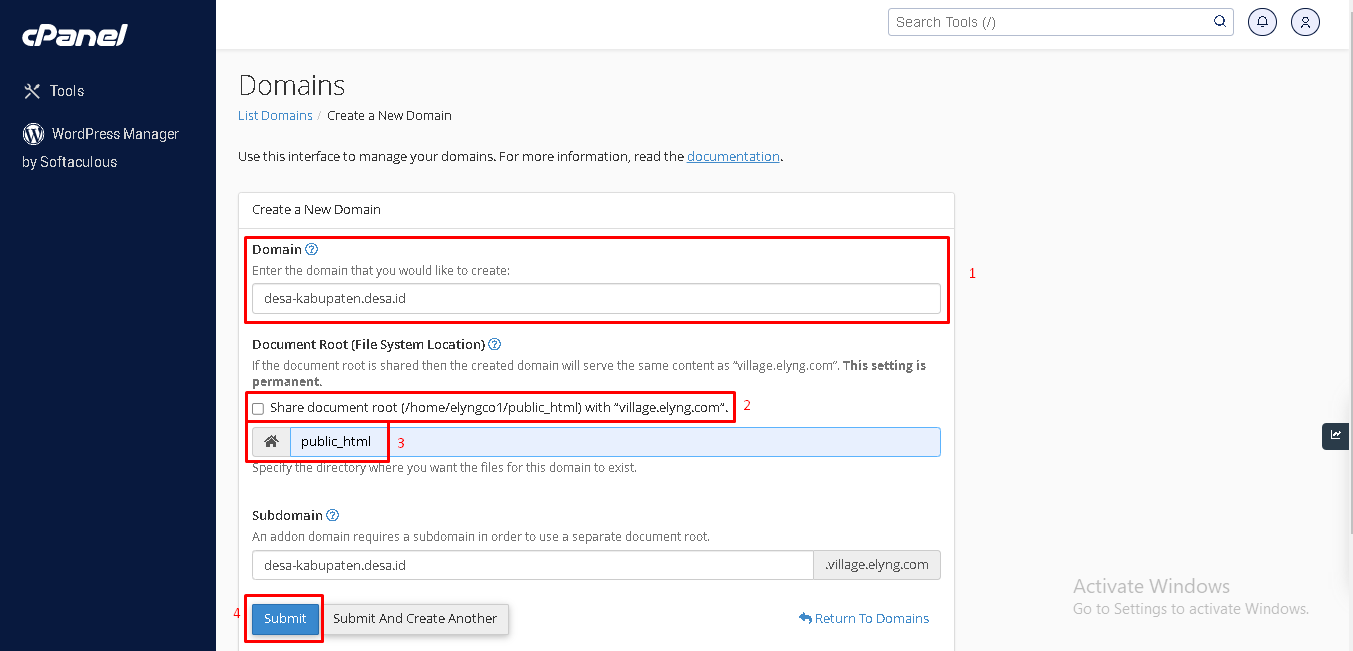 cPanel
Search Tools (/)
Tools
WordPress Manager
by Softaculous
Domains
List Domains / Create a New Domain
Use this interface to manage your domains. For more information, read the documentation.
Create a New Domain
Domain
Enter the domain that you would like to create:
1
desa-kabupaten.desa.id
Document Root (File System Location)
If the document root is shared then the created domain will serve the same content as “village.elyng.com”. This setting is
permanent.
Share document root (/home/elyngco1/public_html) with “village.elyng.com”.
2
public_html
3
Specify the directory where you want the files for this domain to exist.
Subdomain
An addon domain requires a subdomain in order to use a separate document root.
desa-kabupaten.desa.id .village.elyng.com
4
Submit Submit And Create Another Return To Domains
Activate Windows
Go to Settings to activate Windows.